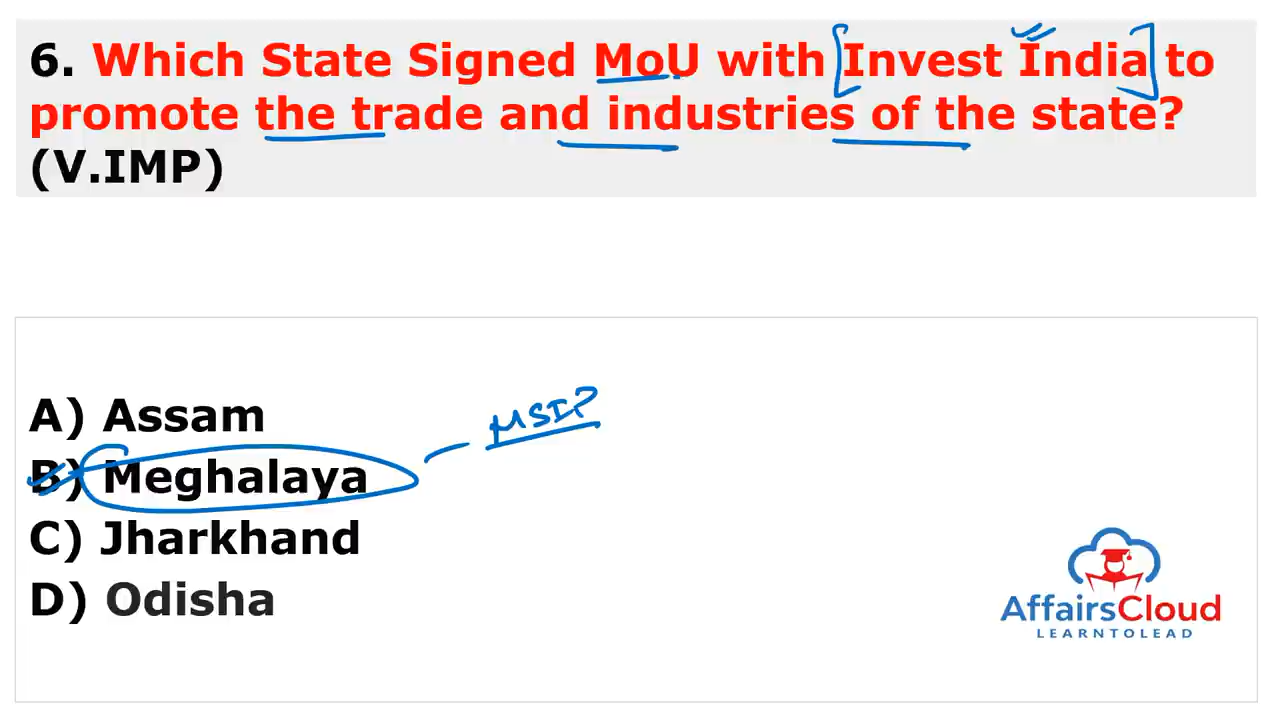 6. Which State Signed MoU with [Invest India] to
promote the trade and industries of the state?
(V.IMP)
A) Assam
MSIP
B) Meghalaya
C) Jharkhand
D) Odisha
AffairsCloud
LEARNTOLEAD